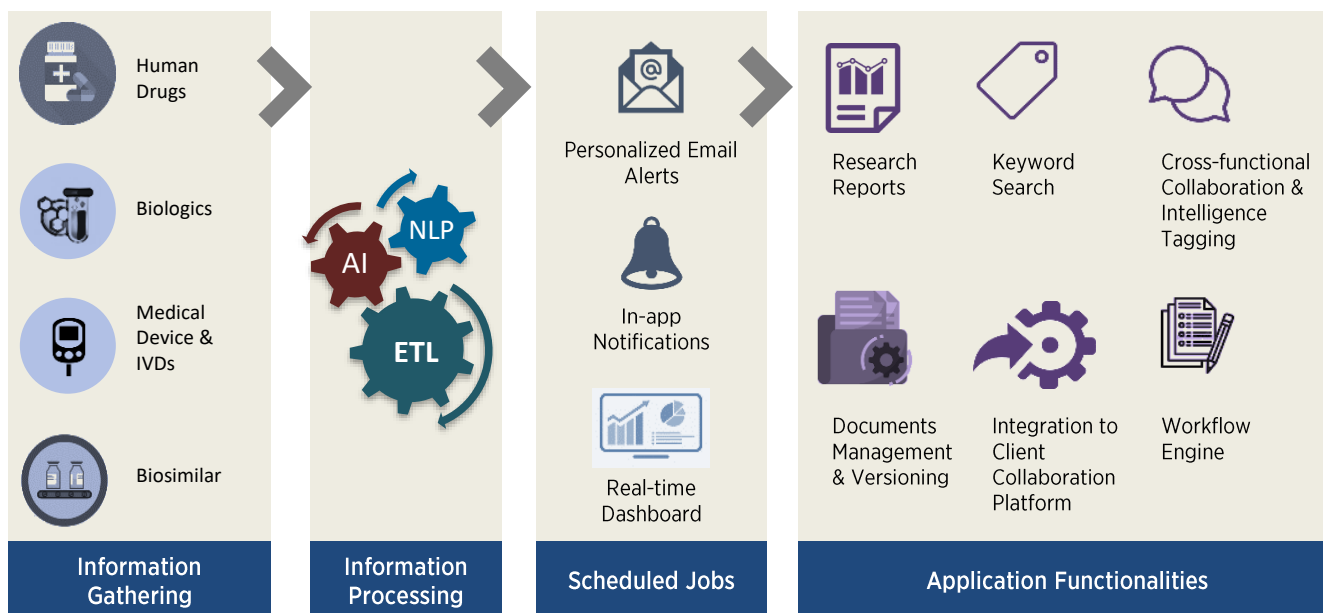 Human
Drugs
Biologics
Medical
Device &
IVDs
Biosimilar
Information
Gathering
AI
NLP
ETL
Information
Processing
@
Personalized Email
Alerts
In-app
Notifications
Real-time
Dashboard
Scheduled Jobs
Research
Reports
Keyword
Search
Cross-functional
Collaboration &
Intelligence
Tagging
Documents
Management
& Versioning
Integration to
Client
Collaboration
Platform
Workflow
Engine
Application Functionalities